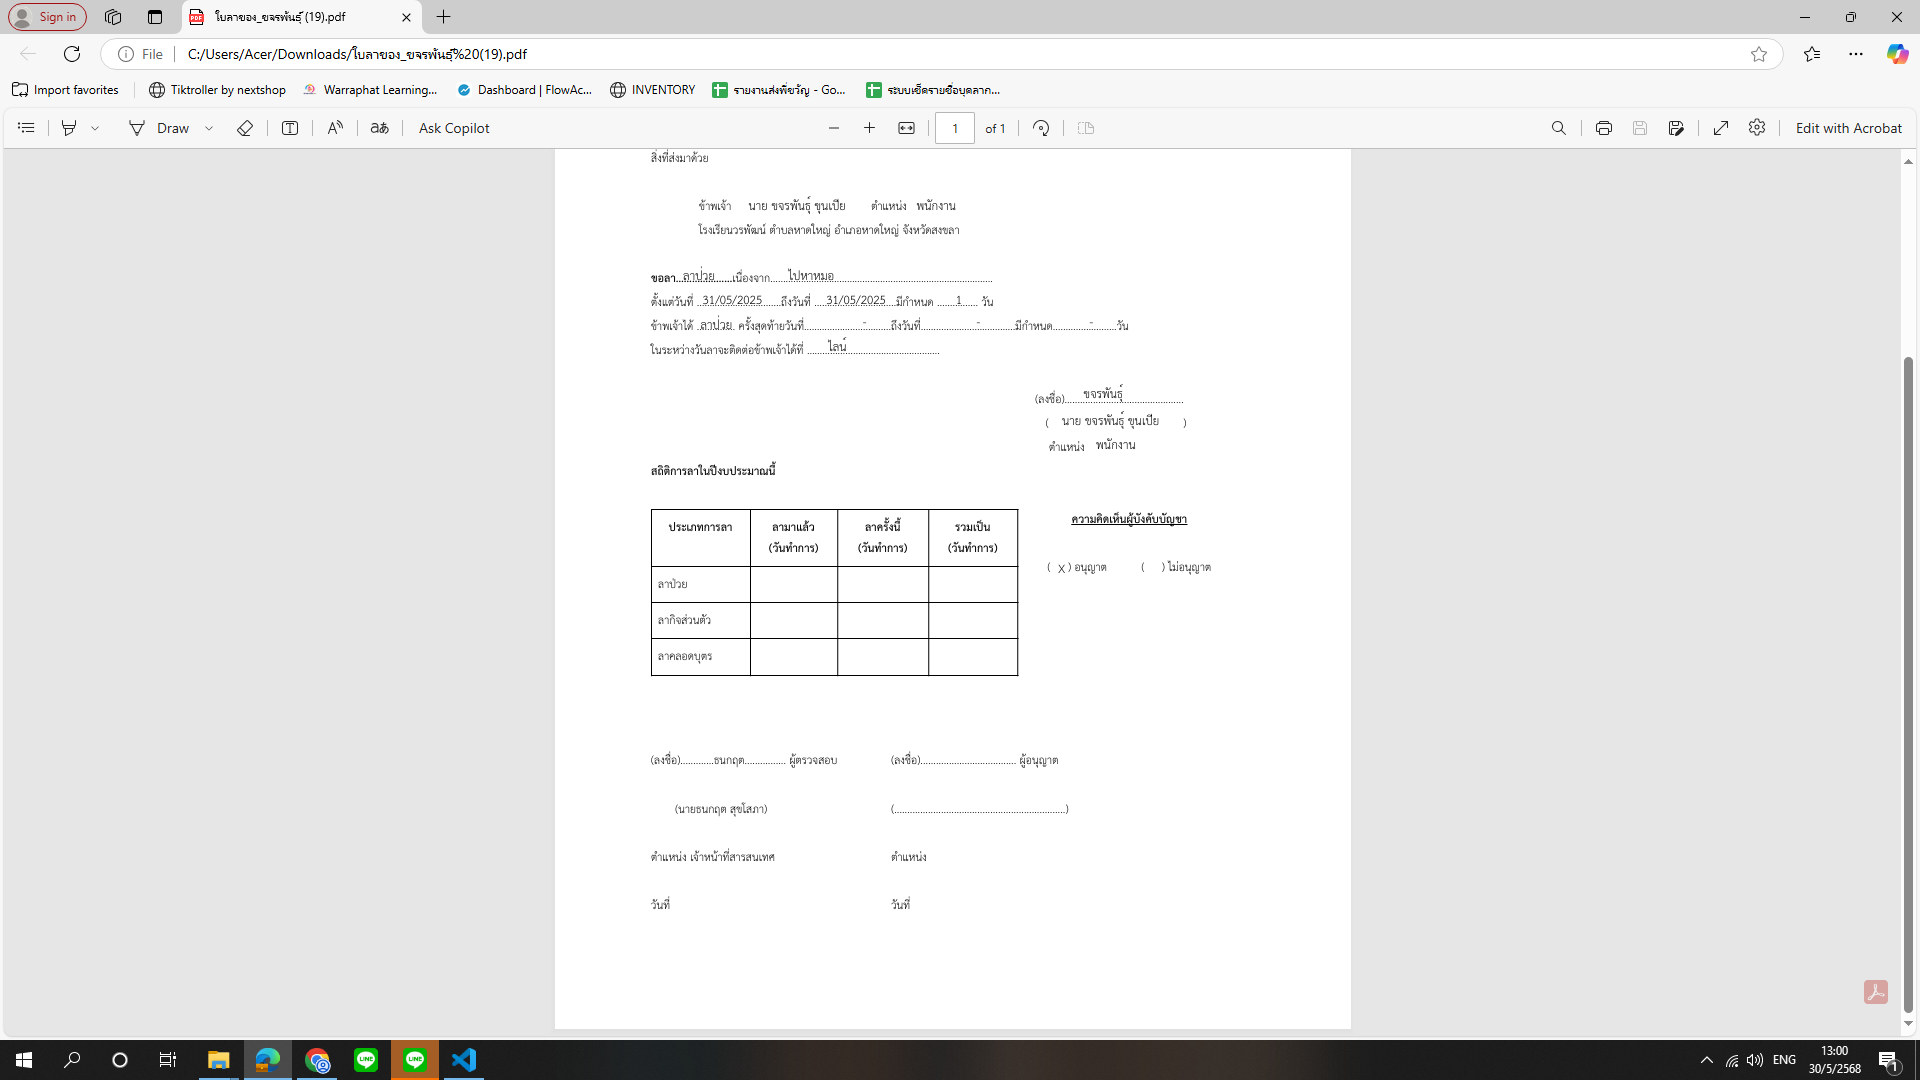 Sign in
ใบลาของ_ขจรพันธุ์ (19).pdf
File
C:/Users/Acer/Downloads/ใบลาของ_ขจรพันธุ์%20(19).pdf
Import favorites
Tiktroller by nextshop
Warraphat Learning...
Dashboard | FlowAc...
INVENTORY
รายงานส่งพี่ขวัญ - Go...
ระบบเช็ครายชื่อบุคลาก...
Draw
Ask Copilot
1 of 1
Edit with Acrobat
สิ่งที่ส่งมาด้วย
ข้าพเจ้า นาย ขจรพันธุ์ ขุนเปีย ตำแหน่ง พนักงาน
โรงเรียนวรพัฒน์ ตำบลหาดใหญ่ อำเภอหาดใหญ่ จังหวัดสงขลา
ขอลา...ลาป่วย......เนื่องจาก......ไปหาหมอ..............................
ตั้งแต่วันที่ ..31/05/2025......ถึงวันที่ ....31/05/2025....มีกำหนด .......1...... วัน
ข้าพเจ้าได้ .ลาป่วย. ครั้งสุดท้ายวันที่.......................-..........ถึงวันที่.......................-..............มีกำหนด...............-.........วัน
ในระหว่างวันลาจะติดต่อข้าพเจ้าได้ที่ ........ไลน์.....................................
(ลงชื่อ).......ขจรพันธุ์........................
( นาย ขจรพันธุ์ ขุนเปีย )
ตำแหน่ง พนักงาน
สถิติการลาในปีงบประมาณนี้
ประเภทการลา ลามาแล้ว (วันทำการ) ลาครั้งนี้ (วันทำการ) รวมเป็น (วันทำการ)
ลาป่วย
ลากิจส่วนตัว
ลาคลอดบุตร
ความคิดเห็นผู้บังคับบัญชา
( X ) อนุญาต ( ) ไม่อนุญาต
(ลงชื่อ).............ธนกฤต................ ผู้ตรวจสอบ (ลงชื่อ)..................................... ผู้อนุญาต
(นายธนกฤต สุขโสภา) (..................................................................)
ตำแหน่ง เจ้าหน้าที่สารสนเทศ ตำแหน่ง
วันที่ วันที่
ENG
13:00
30/5/2568
1